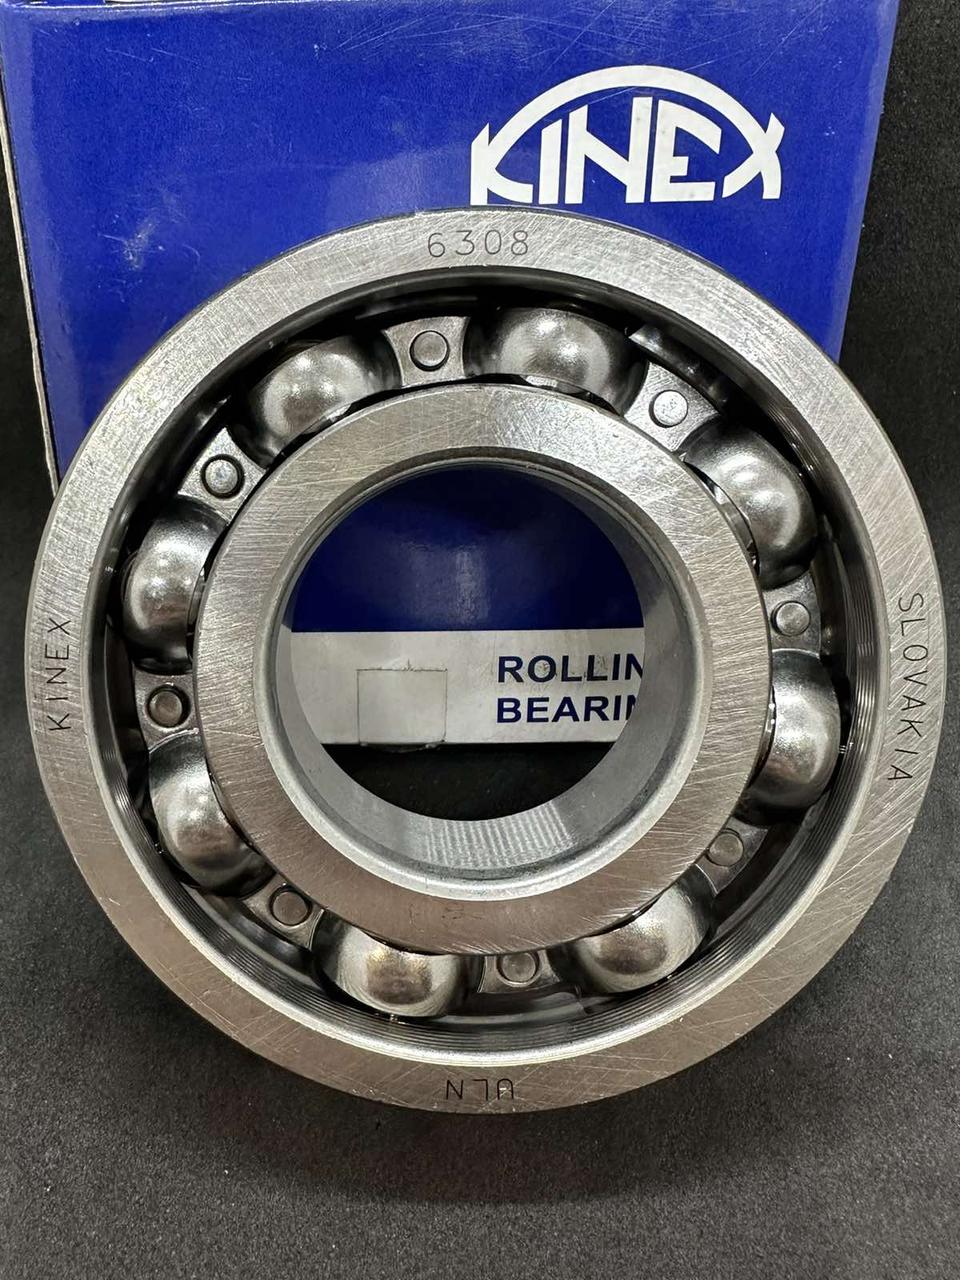 KINEX
6308
KINEX
SLOVAKIA
ROLLIN
BEARIN
ULN